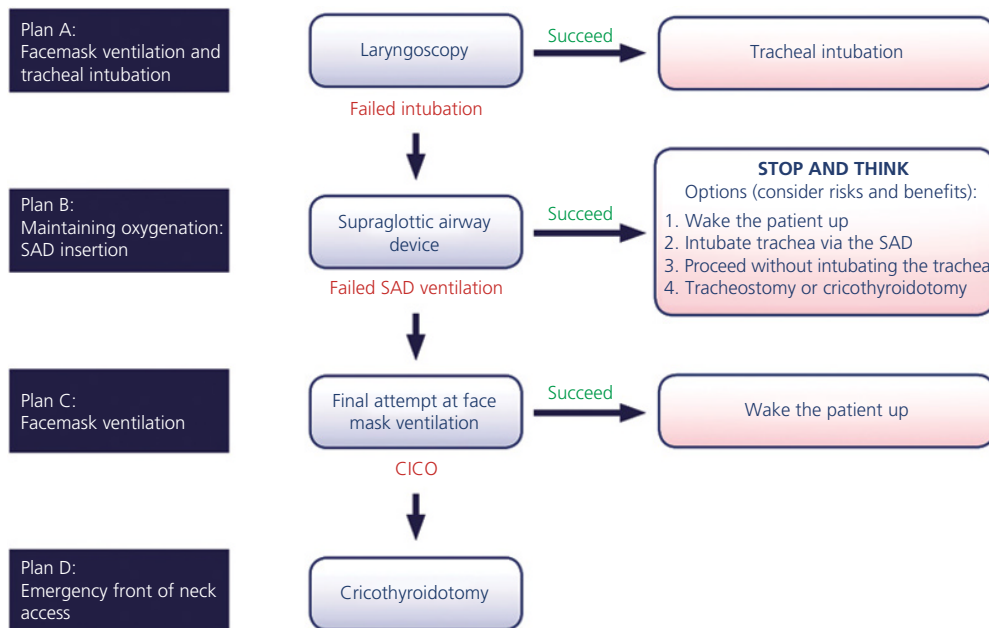 Plan A:
Facemask ventilation and
tracheal intubation
Laryngoscopy
Succeed
Tracheal intubation
Failed intubation
Plan B:
Maintaining oxygenation:
SAD insertion
Supraglottic airway
device
Succeed
STOP AND THINK
Options (consider risks and benefits):
1. Wake the patient up
2. Intubate trachea via the SAD
3. Proceed without intubating the trachea
4. Tracheostomy or cricothyroidotomy
Failed SAD ventilation
Plan C:
Facemask ventilation
Final attempt at face
mask ventilation
Succeed
Wake the patient up
CICO
Plan D:
Emergency front of neck
access
Cricothyroidotomy